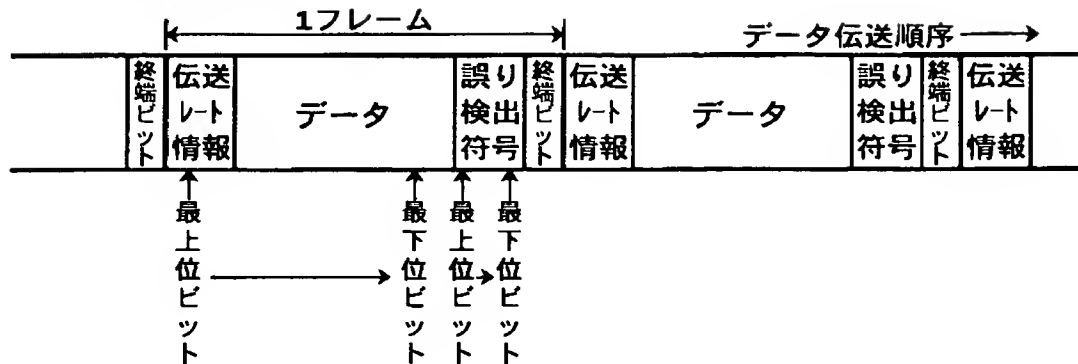 1フレーム
データ伝送順序
終端ビット
伝送レート情報
データ
誤り検出符号
終端ビット
伝送レート情報
データ
誤り検出符号
終端ビット
伝送レート情報
最上位ビット
最下位ビット
最上位ビット
最下位ビット